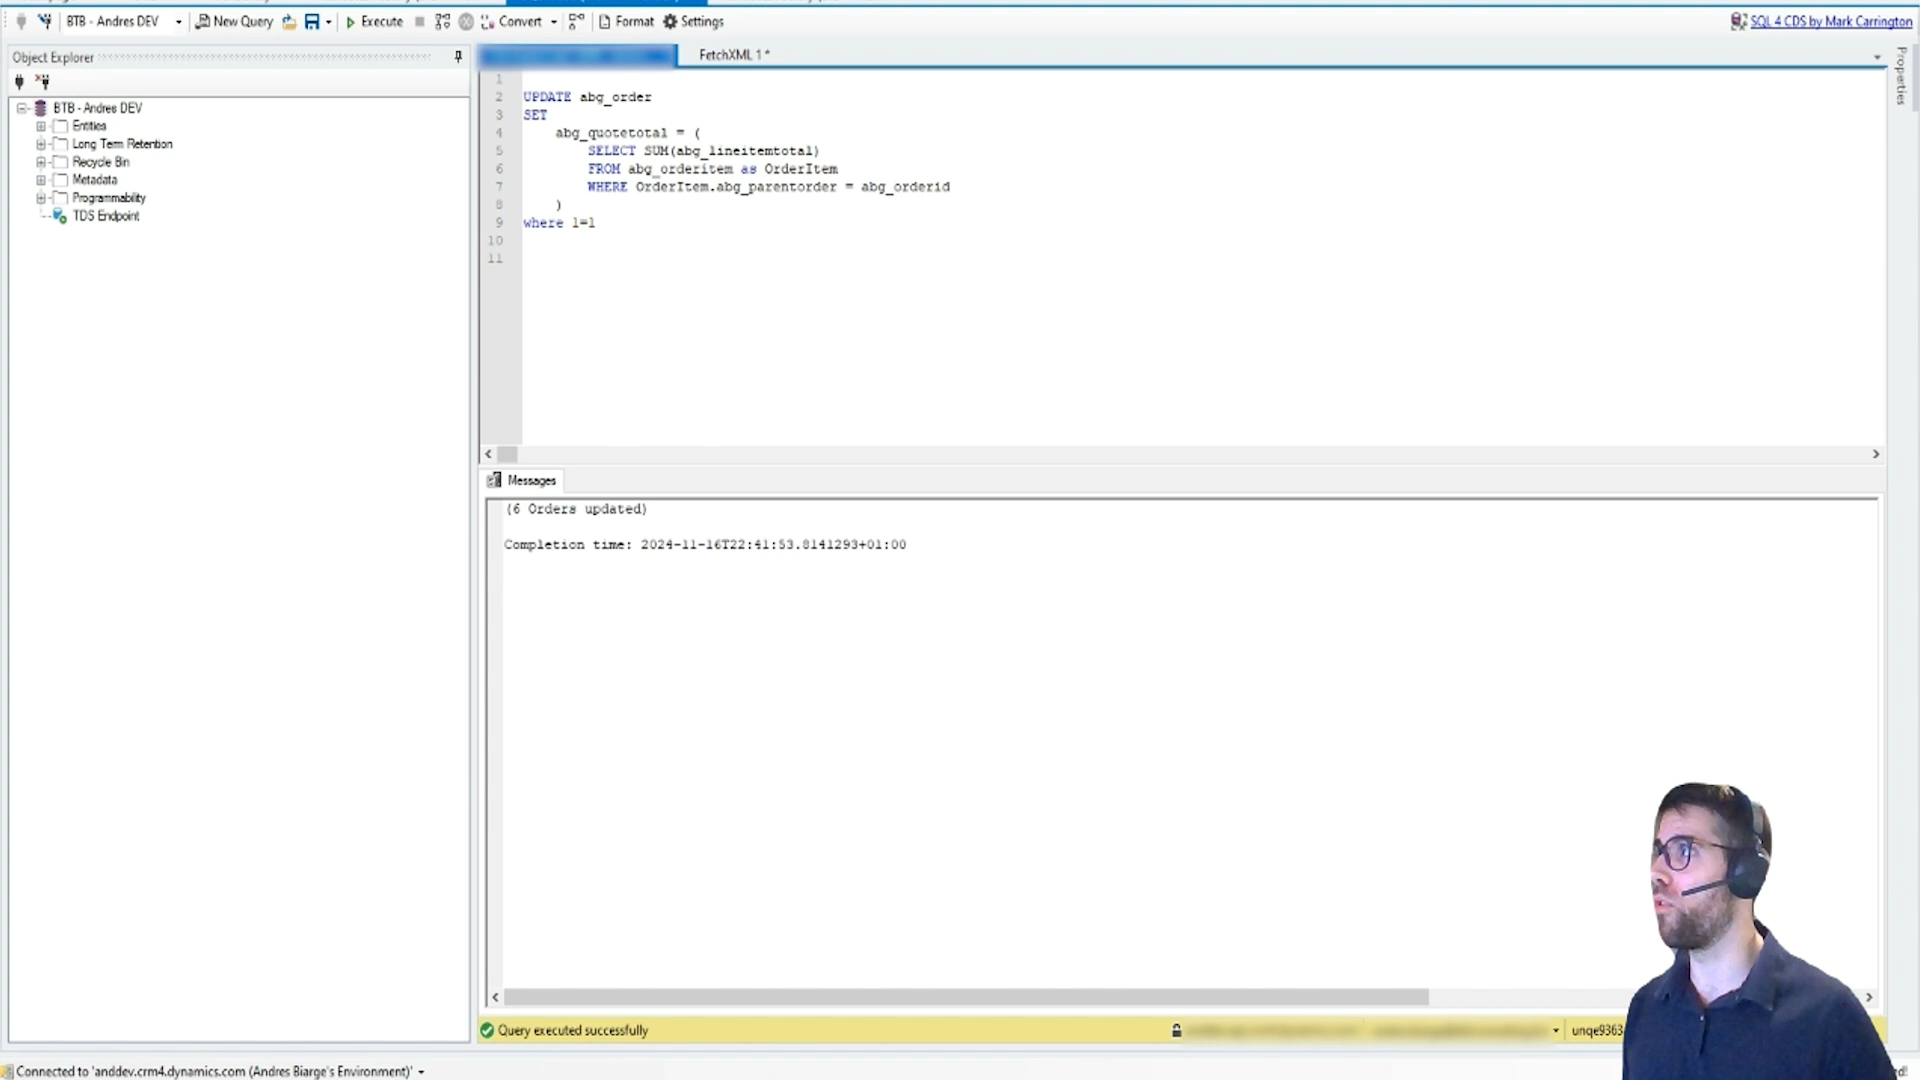 BTB - Andres DEV New Query Execute Convert Format Settings SQL 4 CDS by Mark Carrington
Object Explorer
BTB - Andres DEV
Entities
Long Term Retention
Recycle Bin
Metadata
Programmability
TDS Endpoint
FetchXML 1 *
Properties
1
2 UPDATE abg_order
3 SET
4 abg_quotetotal = (
5 SELECT SUM(abg_lineitemtotal)
6 FROM abg_orderitem as OrderItem
7 WHERE OrderItem.abg_parentorder = abg_orderid
8 )
9 where 1=1
10
11
Messages
(6 Orders updated)
Completion time: 2024-11-16T22:41:53.8141293+01:00
Query executed successfully
unqe9363
Connected to 'anddev.crm4.dynamics.com (Andres Biarge's Environment)'